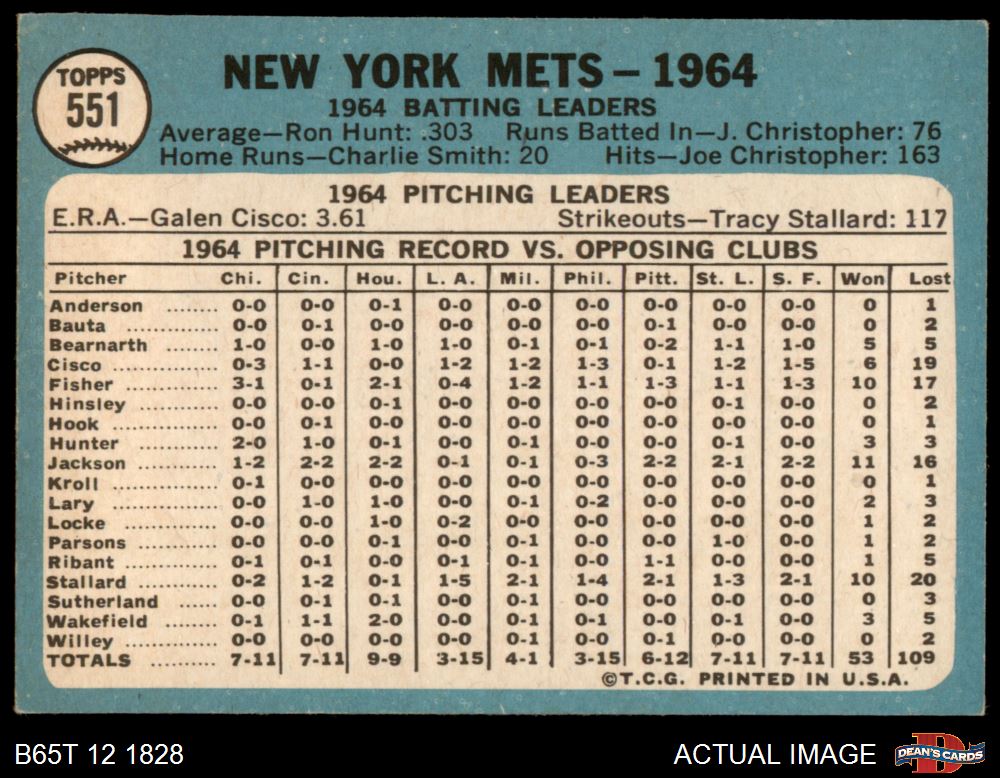 TOPPS
551
NEW YORK METS — 1964
1964 BATTING LEADERS
Average—Ron Hunt: .303 Runs Batted In—J. Christopher: 76
Home Runs—Charlie Smith: 20 Hits—Joe Christopher: 163
1964 PITCHING LEADERS
E.R.A.—Galen Cisco: 3.61 Strikeouts—Tracy Stallard: 117
1964 PITCHING RECORD VS. OPPOSING CLUBS
Pitcher Chi. Cin. Hou. L. A. Mil. Phil. Pitt. St. L. S. F. Won Lost
Anderson ........ 0-0 0-0 0-1 0-0 0-0 0-0 0-0 0-0 0-0 0 1
Bauta ............ 0-0 0-1 0-0 0-0 0-0 0-0 0-1 0-0 0-0 0 2
Bearnarth ........ 1-0 0-0 1-0 1-0 0-1 0-1 0-2 1-1 1-0 5 5
Cisco ............. 0-3 1-1 0-0 1-2 1-2 1-3 0-1 1-2 1-5 6 19
Fisher ............ 3-1 0-1 2-1 0-4 1-2 1-1 1-3 1-1 1-3 10 17
Hinsley ........... 0-0 0-0 0-1 0-0 0-0 0-0 0-0 0-1 0-0 0 2
Hook .............. 0-0 0-1 0-0 0-0 0-0 0-0 0-0 0-0 0-0 0 1
Hunter ............ 2-0 1-0 0-1 0-0 0-1 0-0 0-0 0-1 0-0 3 3
Jackson ........... 1-2 2-2 2-2 0-1 0-1 0-3 2-2 2-1 2-2 11 16
Kroll ............. 0-1 0-0 0-0 0-0 0-0 0-0 0-0 0-0 0-0 0 1
Lary .............. 0-0 1-0 1-0 0-0 0-1 0-2 0-0 0-0 0-0 2 3
Locke ............. 0-0 0-0 1-0 0-2 0-0 0-0 0-0 0-0 0-0 1 2
Parsons ........... 0-0 0-0 0-1 0-0 0-1 0-0 0-0 1-0 0-0 1 2
Ribant ............ 0-1 0-1 0-0 0-1 0-1 0-0 1-1 0-0 0-0 1 5
Stallard .......... 0-2 1-2 0-1 1-5 2-1 1-4 2-1 1-3 2-1 10 20
Sutherland ...... 0-0 0-1 0-1 0-0 0-1 0-0 0-0 0-0 0-0 0 3
Wakefield ........ 0-1 1-1 2-0 0-0 0-1 0-1 0-0 0-1 0-0 3 5
Willey ............ 0-0 0-0 0-0 0-0 0-1 0-0 0-1 0-0 0-0 0 2
TOTALS ........... 7-11 7-11 9-9 3-15 4-1 3-15 6-12 7-11 7-11 53 109
©T.C.G. PRINTED IN U.S.A.
B65T 12 1828 ACTUAL IMAGE D DEAN'S CARDS